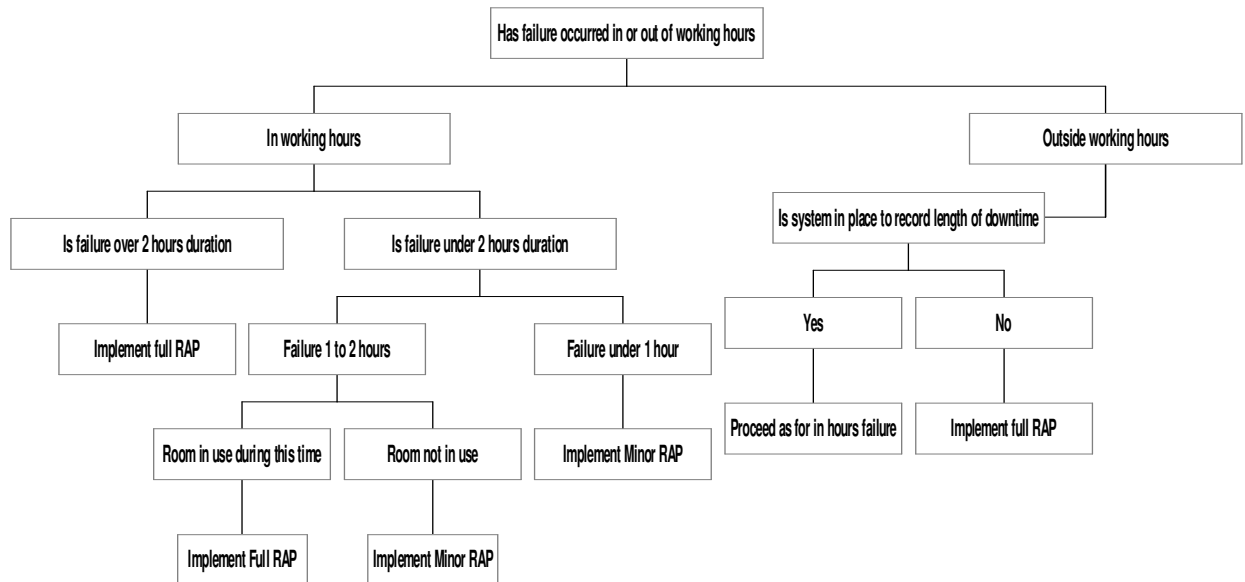 Has failure occurred in or out of working hours
In working hours
Outside working hours
Is failure over 2 hours duration
Is failure under 2 hours duration
Is system in place to record length of downtime
Implement full RAP
Failure 1 to 2 hours
Failure under 1 hour
Yes
No
Room in use during this time
Room not in use
Implement Minor RAP
Proceed as for in hours failure
Implement full RAP
Implement Full RAP
Implement Minor RAP